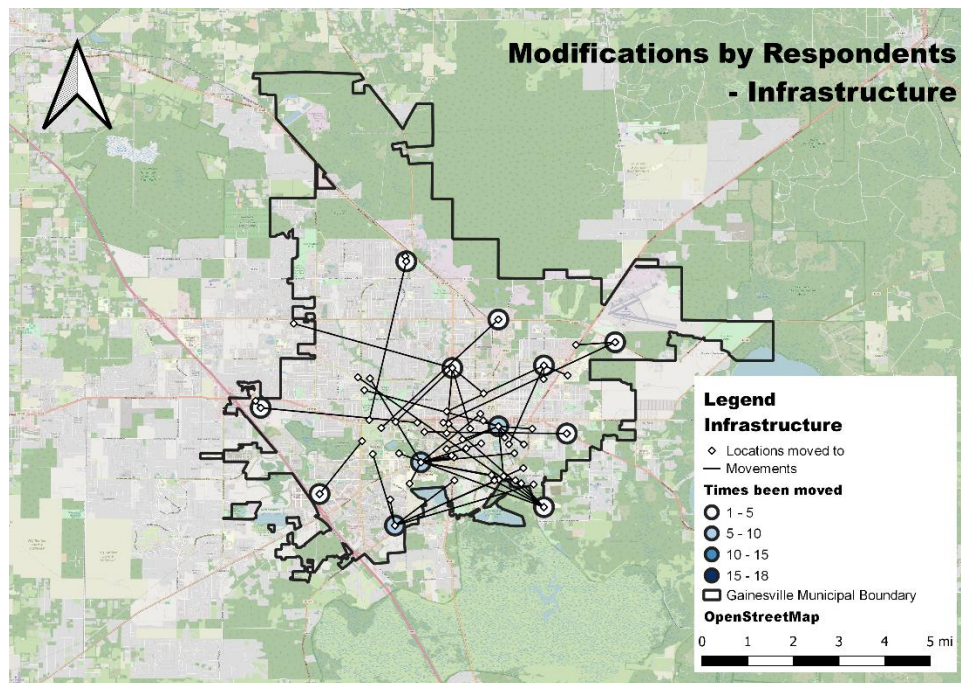 Modifications by Respondents
- Infrastructure
Legend
Infrastructure
Locations moved to
Movements
Times been moved
1 - 5
5 - 10
10 - 15
15 - 18
Gainesville Municipal Boundary
OpenStreetMap
0 1 2 3 4 5 mi